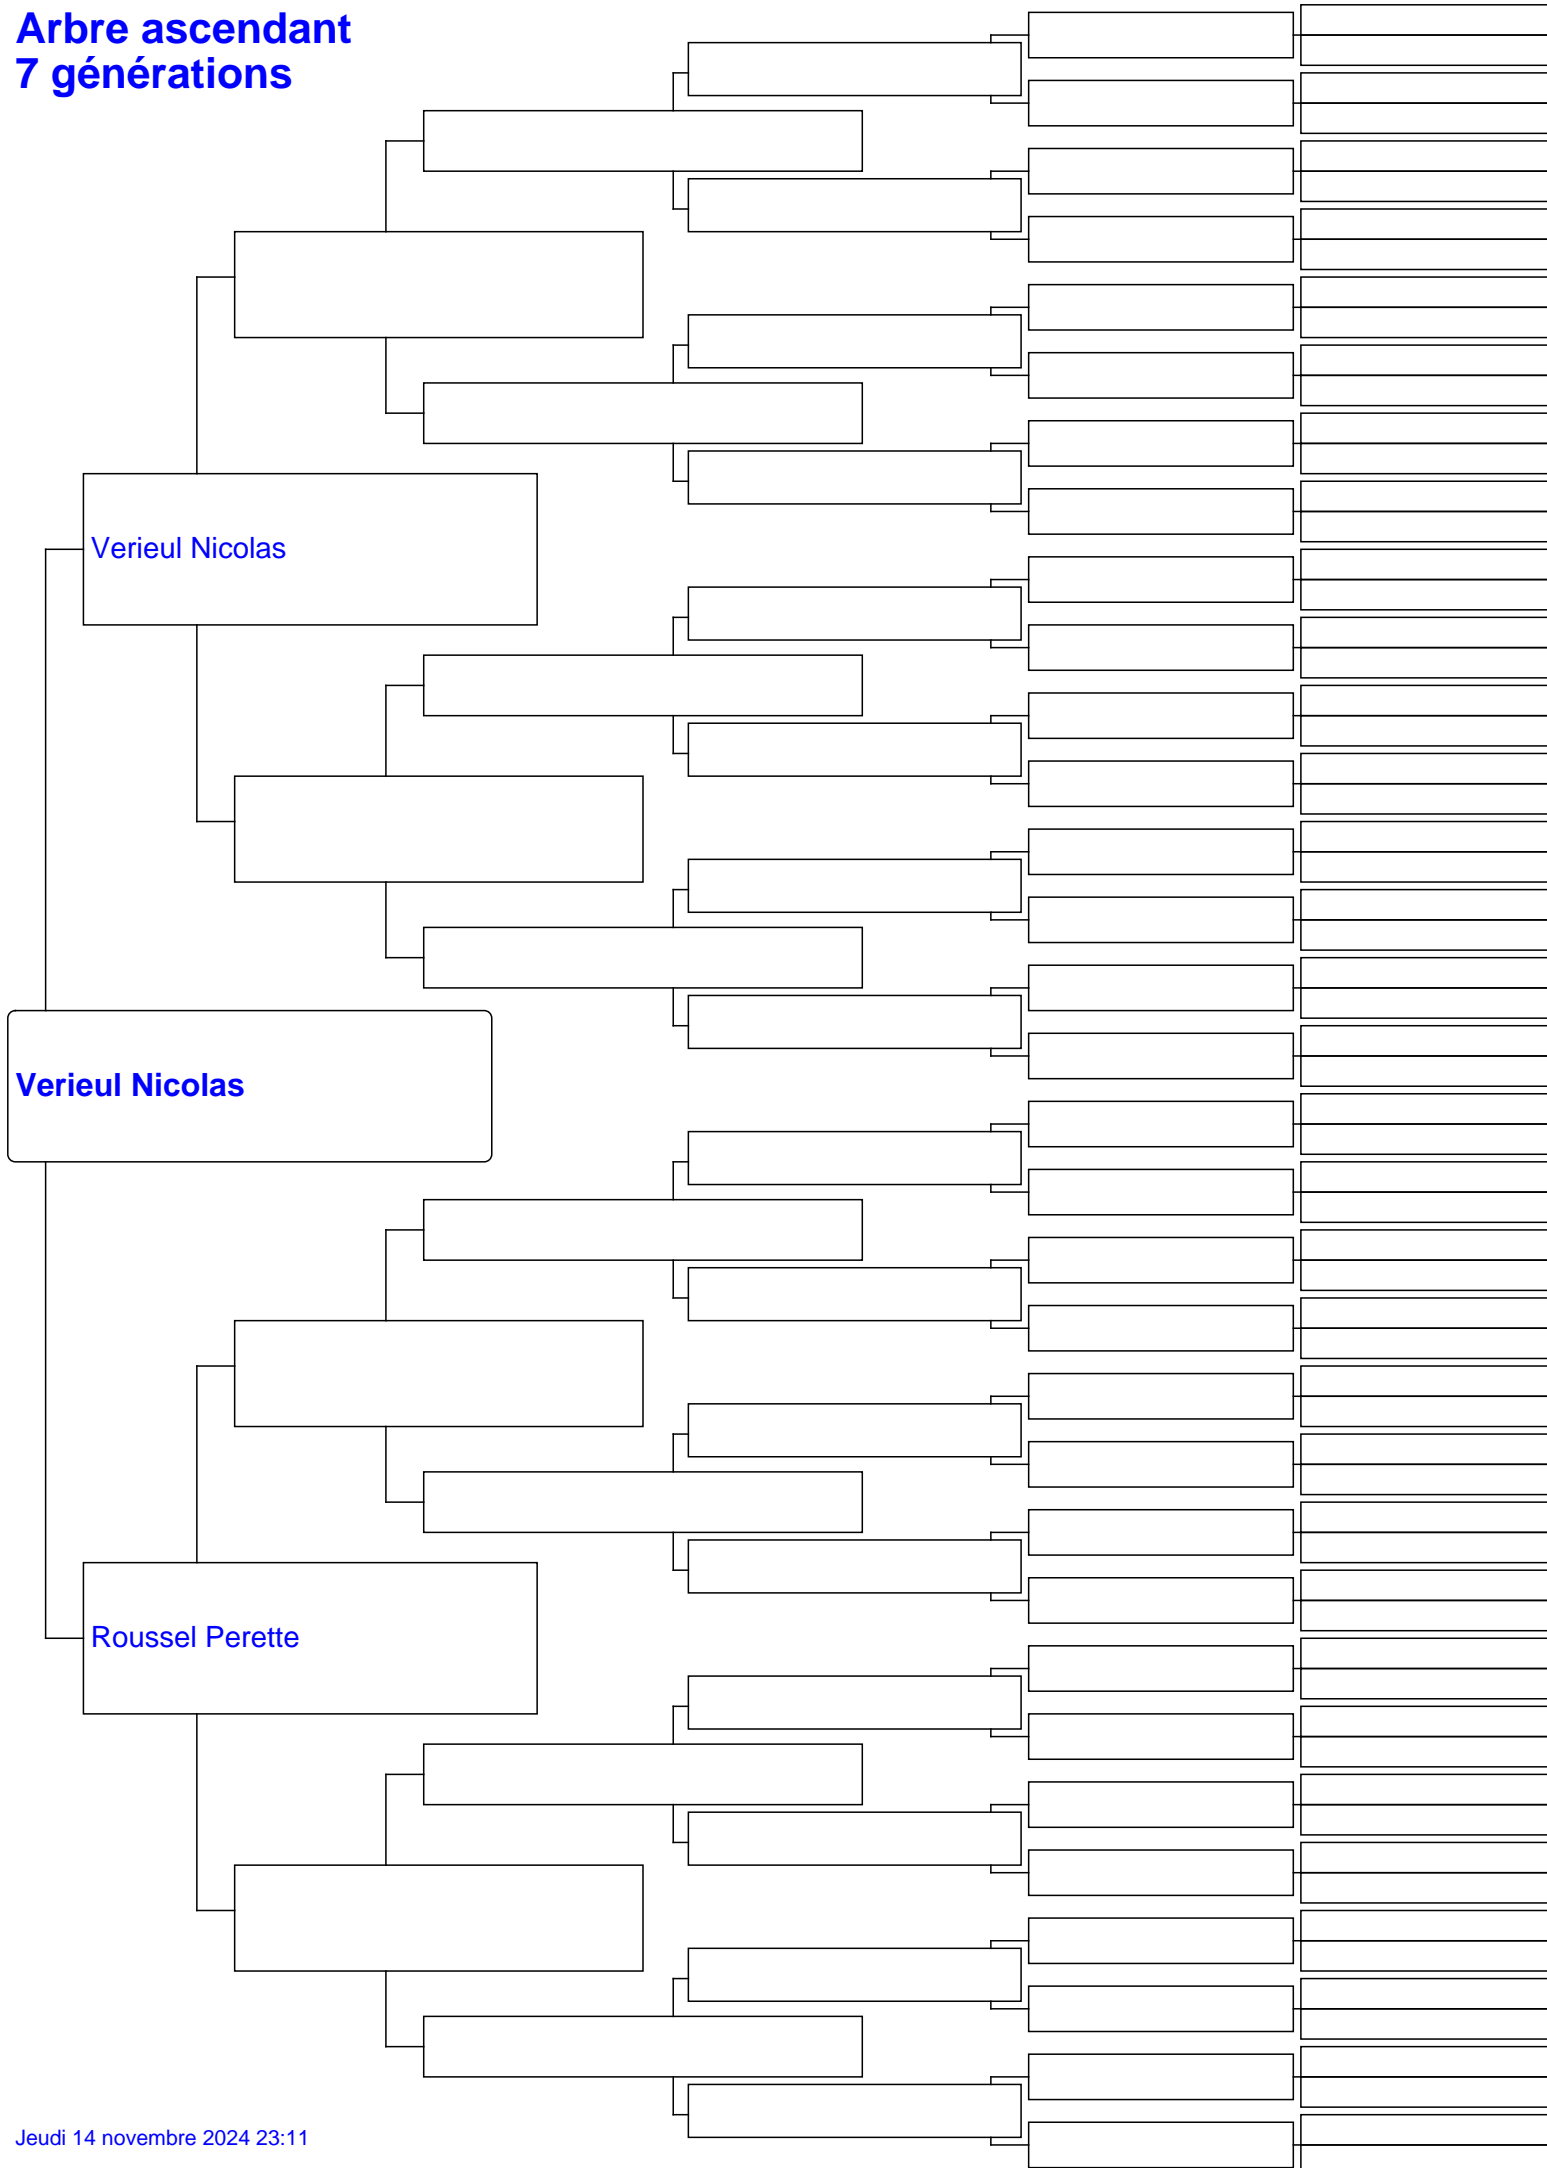 Arbre ascendant
7 générations
Verieul Nicolas
Verieul Nicolas
Roussel Perette
Jeudi 14 novembre 2024 23:11